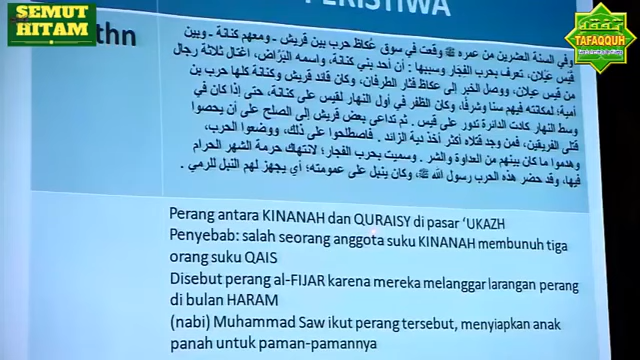 SEMUT
HITAM
TAFAQQUH
PERISTIWA
thn
وفي السنة العشرين من عمره ﷺ وقعت في سوق عُكاظ حرب بين قريش ـ ومعهم كنانة ـ وبين
قيس عَيْلان، تعرف بحرب الفِجَار وسببها: أن أحد بني كنانة، واسمه البَرَّاض، اغتال ثلاثة رجال
من قيس عيلان، ووصل الخبر إلى عكاظ فثار الطرفان، وكان قائد قريش وكنانة كلها حرب بن
أمية؛ لمكانته فيهم سنا وشرفًا، وكان الظفر في أول النهار لقيس على كنانة، حتى إذا كان في
وسط النهار كادت الدائرة تدور على قيس . ثم تداعى بعض قريش إلى الصلح على أن يحصوا
قتلى الفريقين، فمن وجد قتلاه أكثر أخذ دية الزائد . فاصطلحوا على ذلك، ووضعوا الحرب،
وهدموا ما كان بينهم من العداوة والشر . وسميت بحرب الفجار؛ لانتهاك حرمة الشهر الحرام
فيها، وقد حضر هذه الحرب رسول الله ﷺ، وكان ينبل على عمومته؛ أي يجهز لهم النبل للرمي .
Perang antara KINANAH dan QURAISY di pasar ‘UKAZH
Penyebab: salah seorang anggota suku KINANAH membunuh tiga
orang suku QAIS
Disebut perang al-FIJAR karena mereka melanggar larangan perang
di bulan HARAM
(nabi) Muhammad Saw ikut perang tersebut, menyiapkan anak
panah untuk paman-pamannya